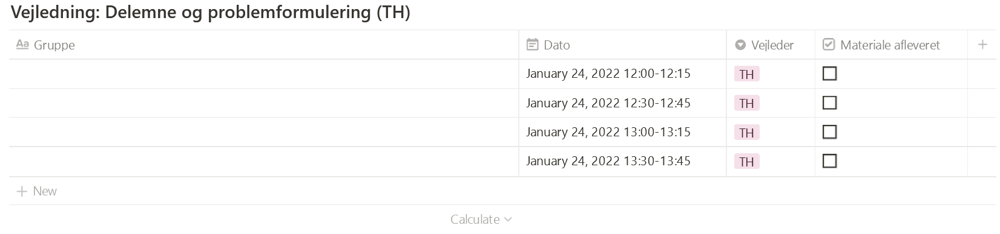 Vejledning: Delemne og problemformulering (TH)
Aa Gruppe Dato Vejleder Materiale afleveret
January 24, 2022 12:00-12:15 TH
January 24, 2022 12:30-12:45 TH
January 24, 2022 13:00-13:15 TH
January 24, 2022 13:30-13:45 TH
+ New
Calculate